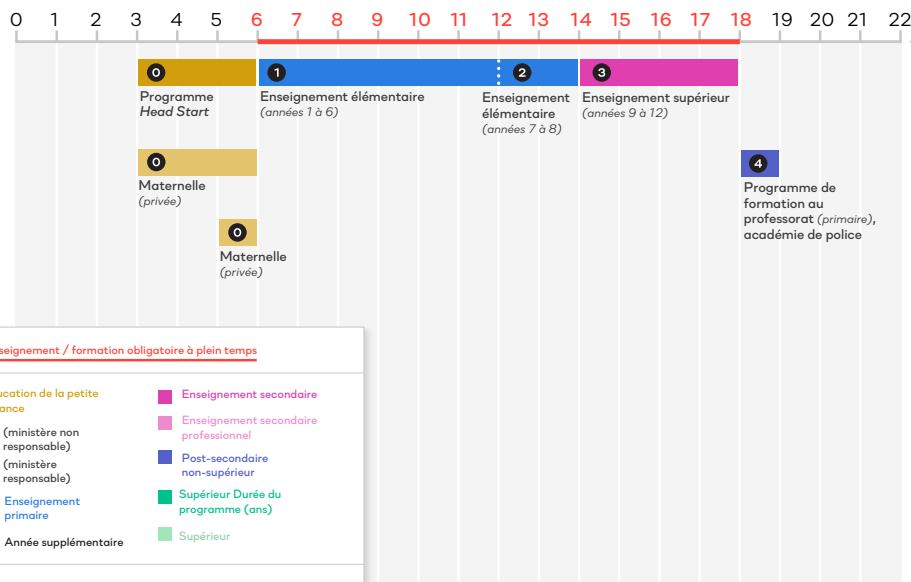 0 1 2 3 4 5 6 7 8 9 10 11 12 13 14 15 16 17 18 19 20 21 22
0 1 2 3
Programme
Head Start
Enseignement élémentaire
(années 1 à 6)
Enseignement
élémentaire
(années 7 à 8)
Enseignement supérieur
(années 9 à 12)
0
Maternelle
(privée)
4
Programme de
formation au
professorat (primaire),
académie de police
0
Maternelle
(privée)
seignement / formation obligatoire à plein temps
ucation de la petite
ance
(ministère non
responsable)
(ministère
responsable)
Enseignement
primaire
Année supplémentaire
Enseignement secondaire
Enseignement secondaire
professionnel
Post-secondaire
non-supérieur
Supérieur Durée du
programme (ans)
Supérieur